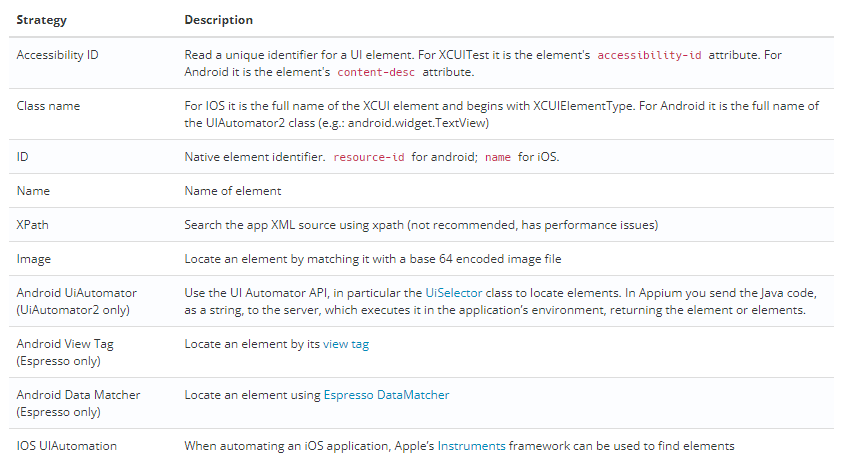 Strategy Description
Accessibility ID Read a unique identifier for a UI element. For XCUITest it is the element's accessibility-id attribute. For
Android it is the element's content-desc attribute.
Class name For IOS it is the full name of the XCUI element and begins with XCUIElementType. For Android it is the full name of
the UIAutomator2 class (e.g.: android.widget.TextView)
ID Native element identifier. resource-id for android; name for iOS.
Name Name of element
XPath Search the app XML source using xpath (not recommended, has performance issues)
Image Locate an element by matching it with a base 64 encoded image file
Android UiAutomator Use the UI Automator API, in particular the UiSelector class to locate elements. In Appium you send the Java code,
(UiAutomator2 only) as a string, to the server, which executes it in the application's environment, returning the element or elements.
Android View Tag Locate an element by its view tag
(Espresso only)
Android Data Matcher Locate an element using Espresso DataMatcher
(Espresso only)
IOS UIAutomation When automating an iOS application, Apple's Instruments framework can be used to find elements